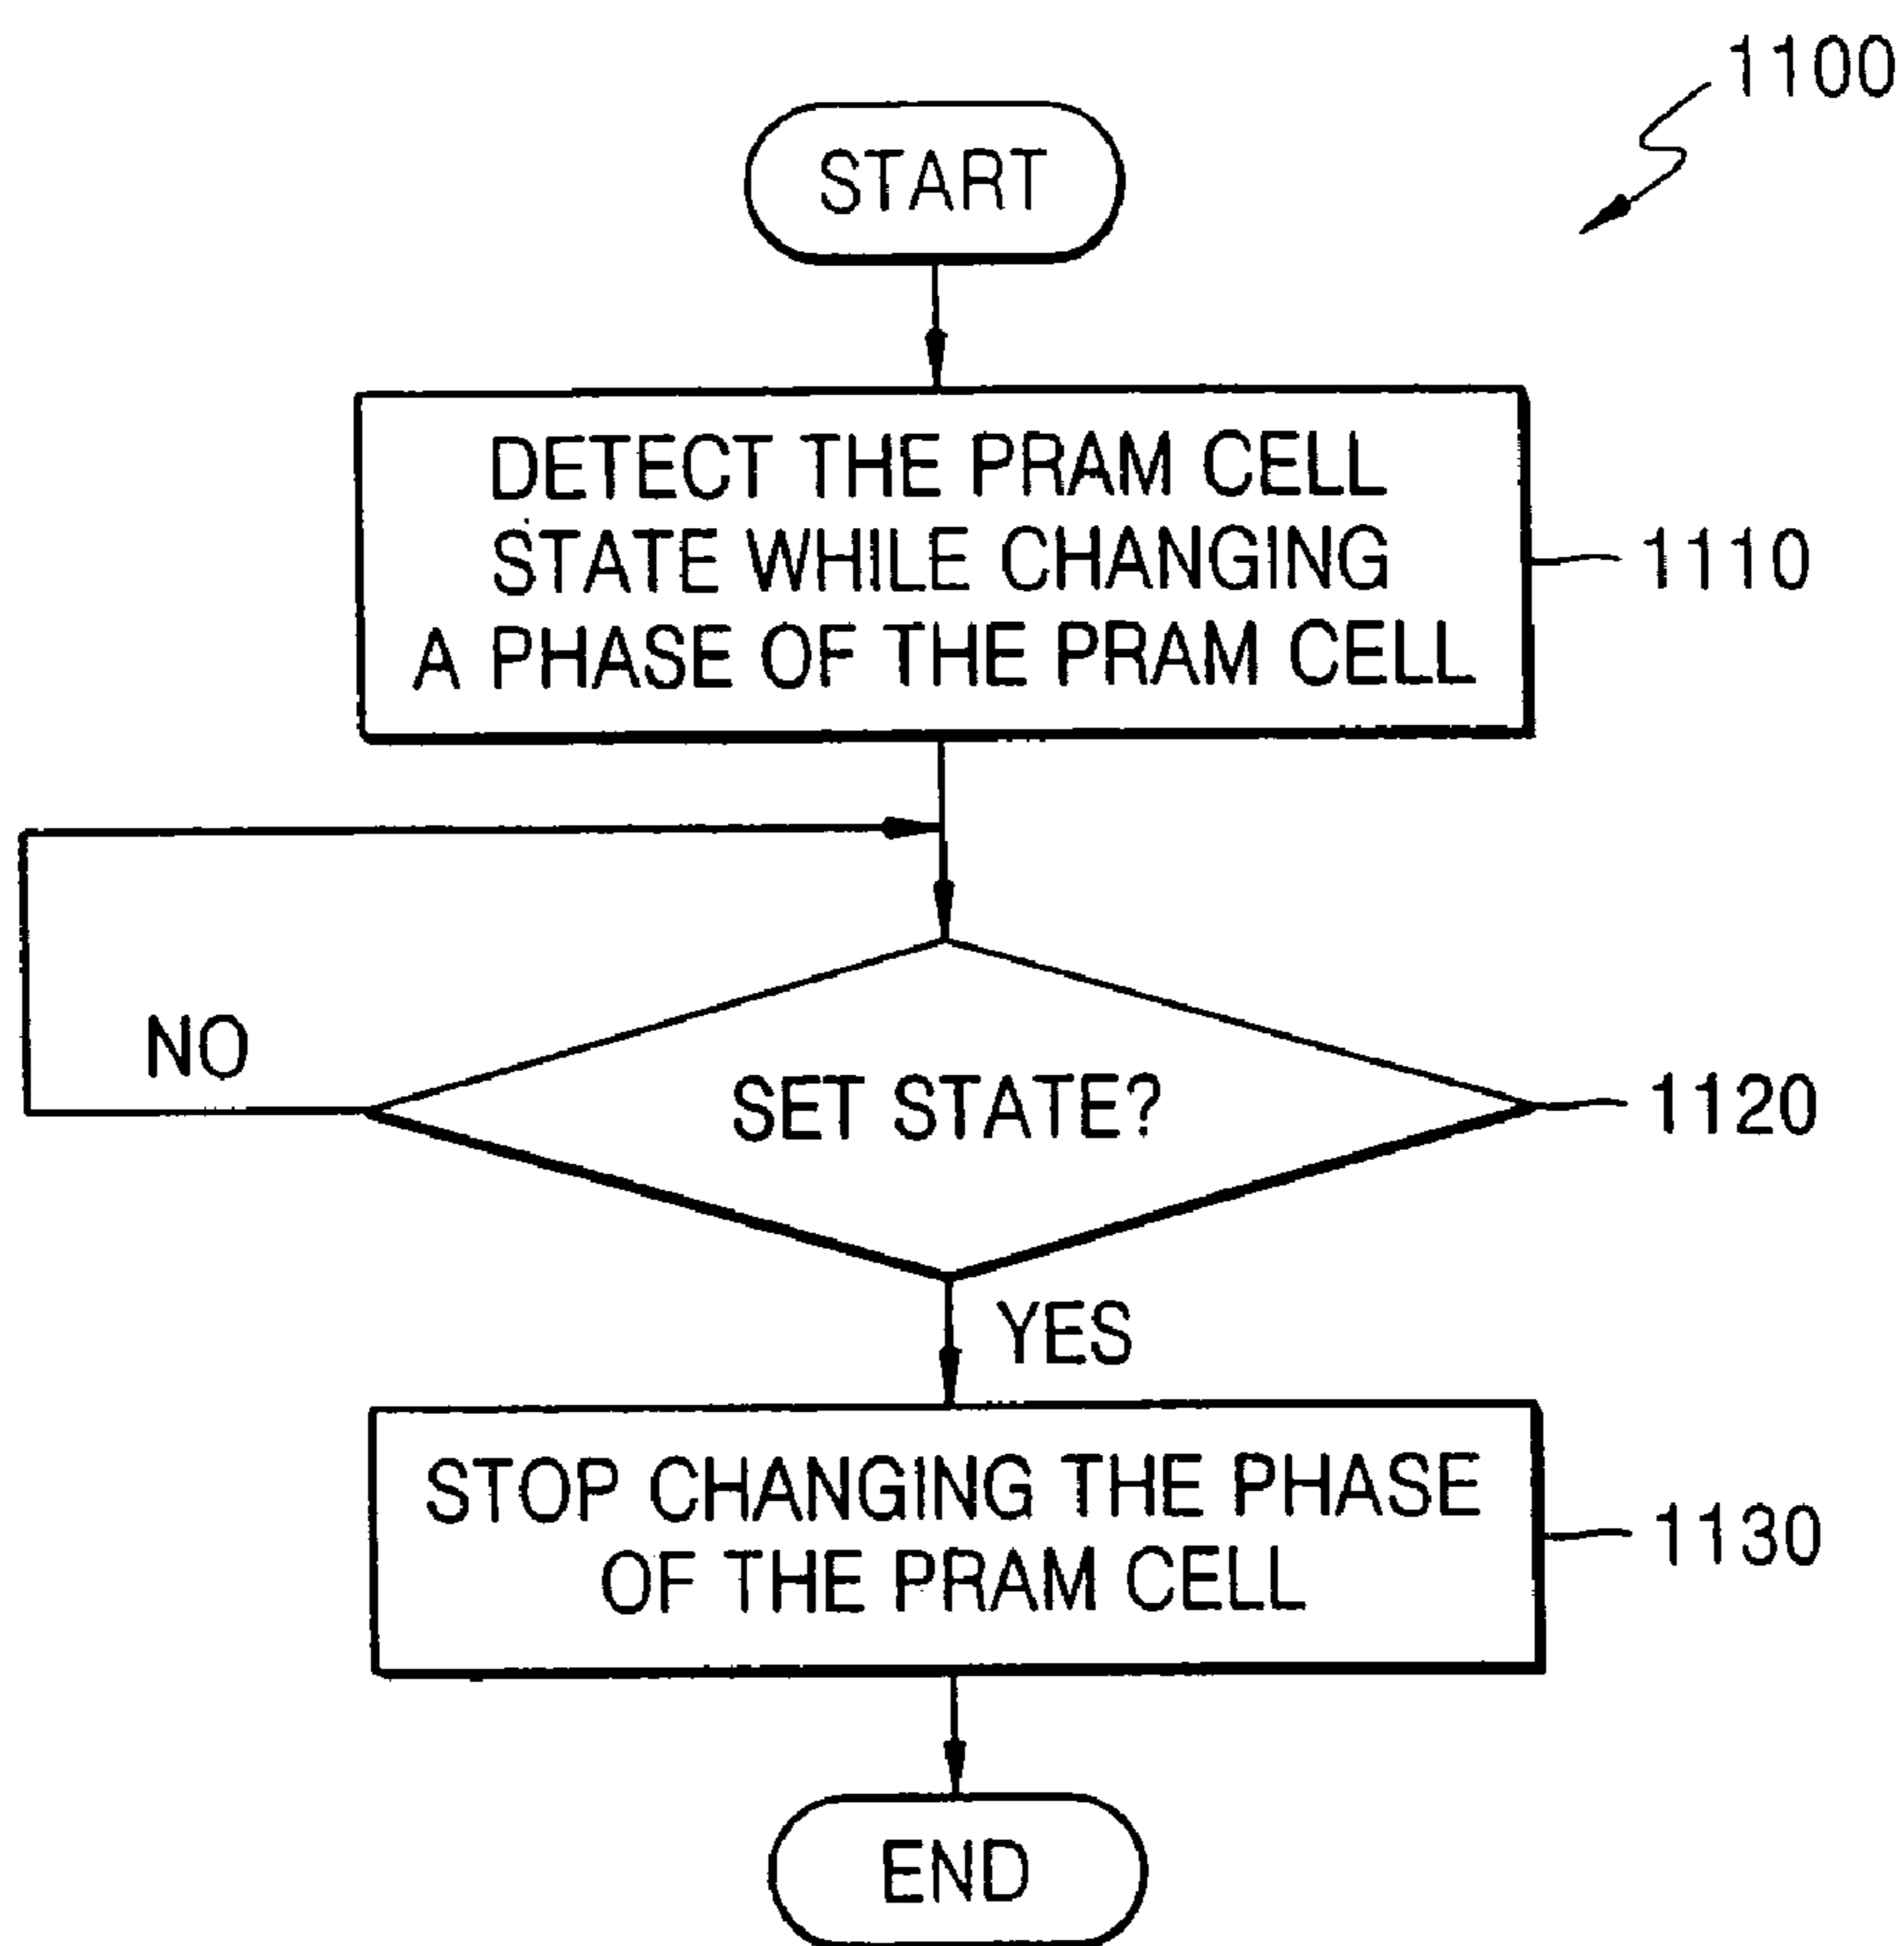 1100
START
DETECT THE PRAM CELL
STATE WHILE CHANGING
A PHASE OF THE PRAM CELL
1110
NO
SET STATE?
1120
YES
STOP CHANGING THE PHASE
OF THE PRAM CELL
1130
END